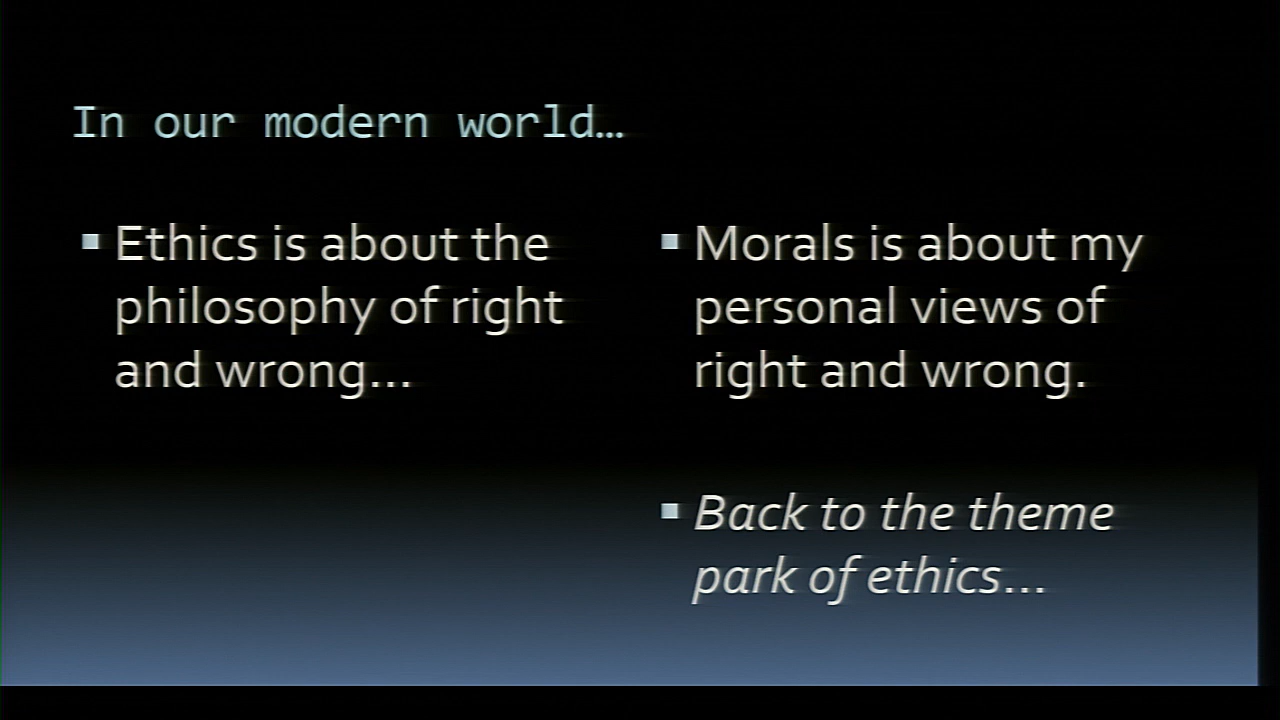 In our modern world…
Ethics is about the
philosophy of right
and wrong…
Morals is about my
personal views of
right and wrong.
Back to the theme
park of ethics…